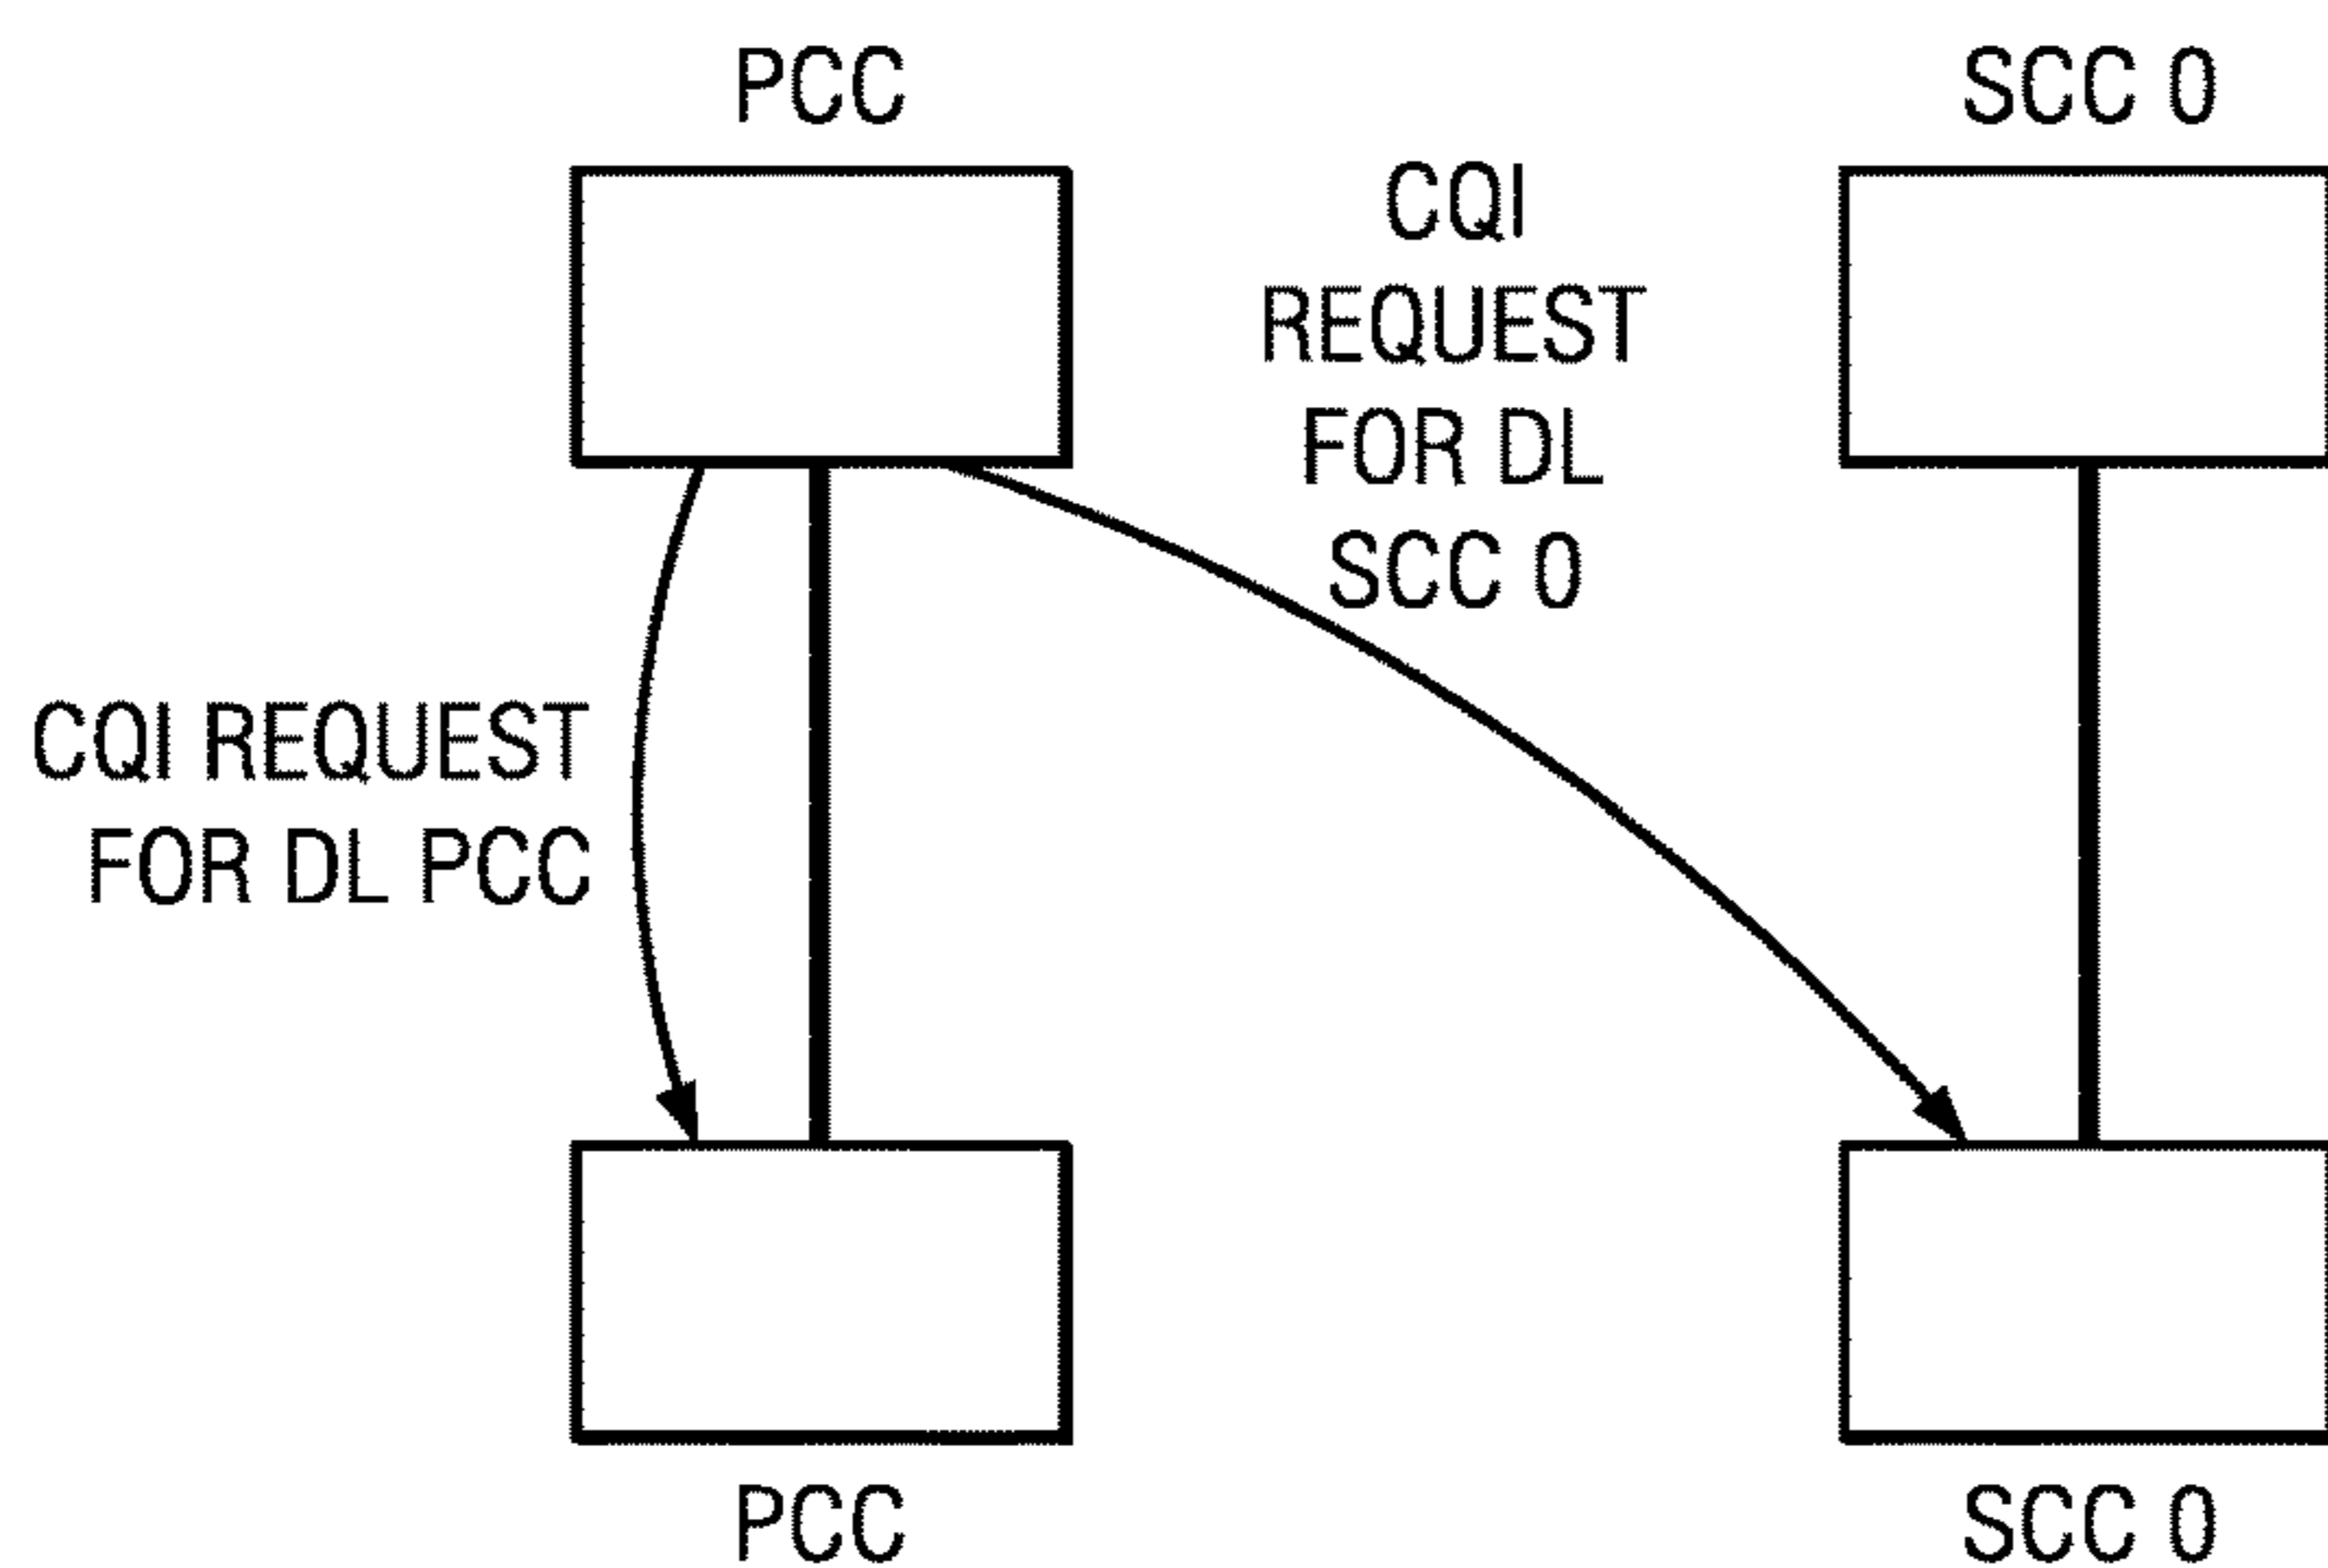 PCC
SCC 0
CQI
REQUEST
FOR DL
SCC 0
CQI REQUEST
FOR DL PCC
PCC
SCC 0